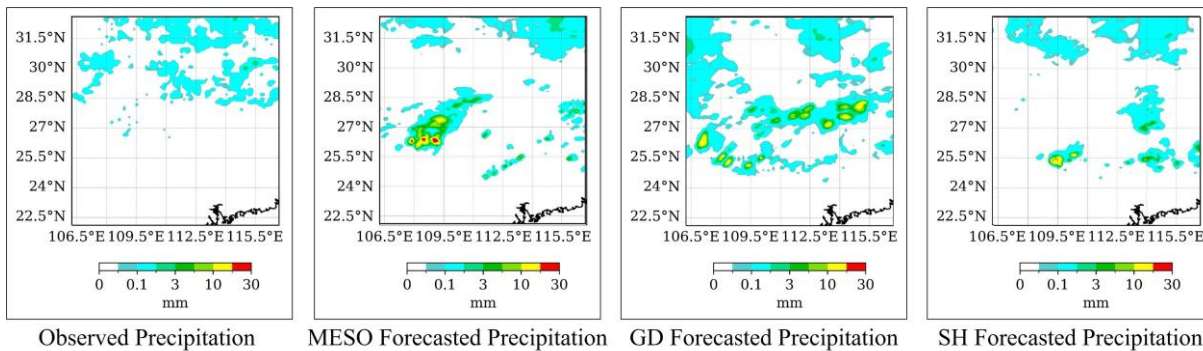 31.5°N
30°N
28.5°N
27°N
25.5°N
24°N
22.5°N
106.5°E 109.5°E 112.5°E 115.5°E
0 0.1 3 10 30
mm
Observed Precipitation
31.5°N
30°N
28.5°N
27°N
25.5°N
24°N
22.5°N
106.5°E 109.5°E 112.5°E 115.5°E
0 0.1 3 10 30
mm
MESO Forecasted Precipitation
31.5°N
30°N
28.5°N
27°N
25.5°N
24°N
22.5°N
106.5°E 109.5°E 112.5°E 115.5°E
0 0.1 3 10 30
mm
GD Forecasted Precipitation
31.5°N
30°N
28.5°N
27°N
25.5°N
24°N
22.5°N
106.5°E 109.5°E 112.5°E 115.5°E
0 0.1 3 10 30
mm
SH Forecasted Precipitation